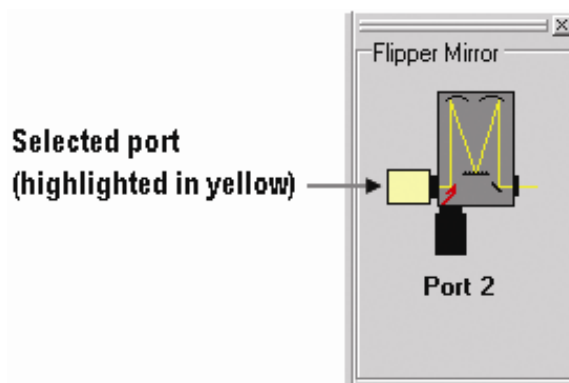 Flipper Mirror
Selected port
(highlighted in yellow)
Port 2